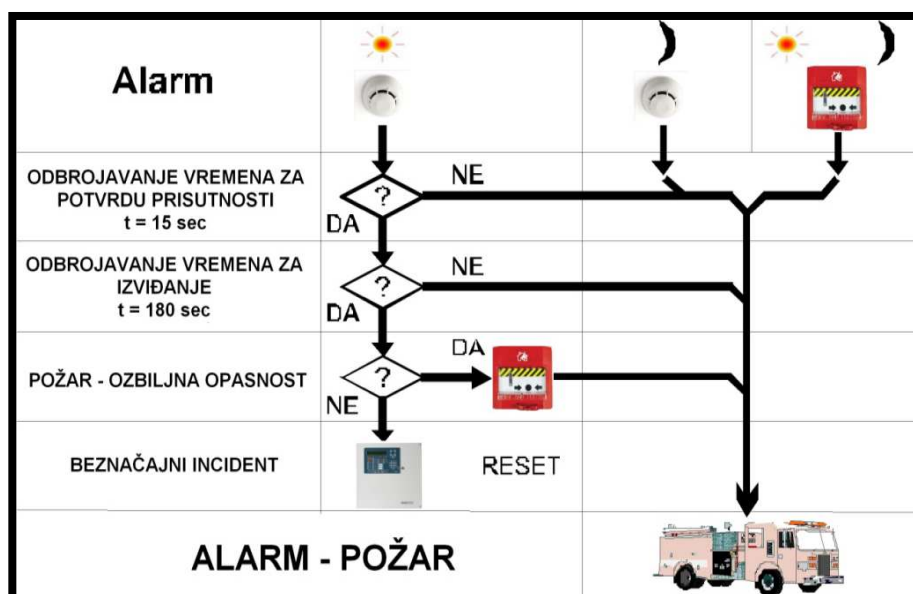 Alarm
ODBROJAVANJE VREMENA ZA
POTVRDU PRISUTNOSTI
t = 15 sec
?
NE
DA
ODBROJAVANJE VREMENA ZA
IZVIĐANJE
t = 180 sec
?
NE
DA
POŽAR - OZBILJNA OPASNOST
?
DA
NE
BEZNAČAJNI INCIDENT
RESET
ALARM - POŽAR